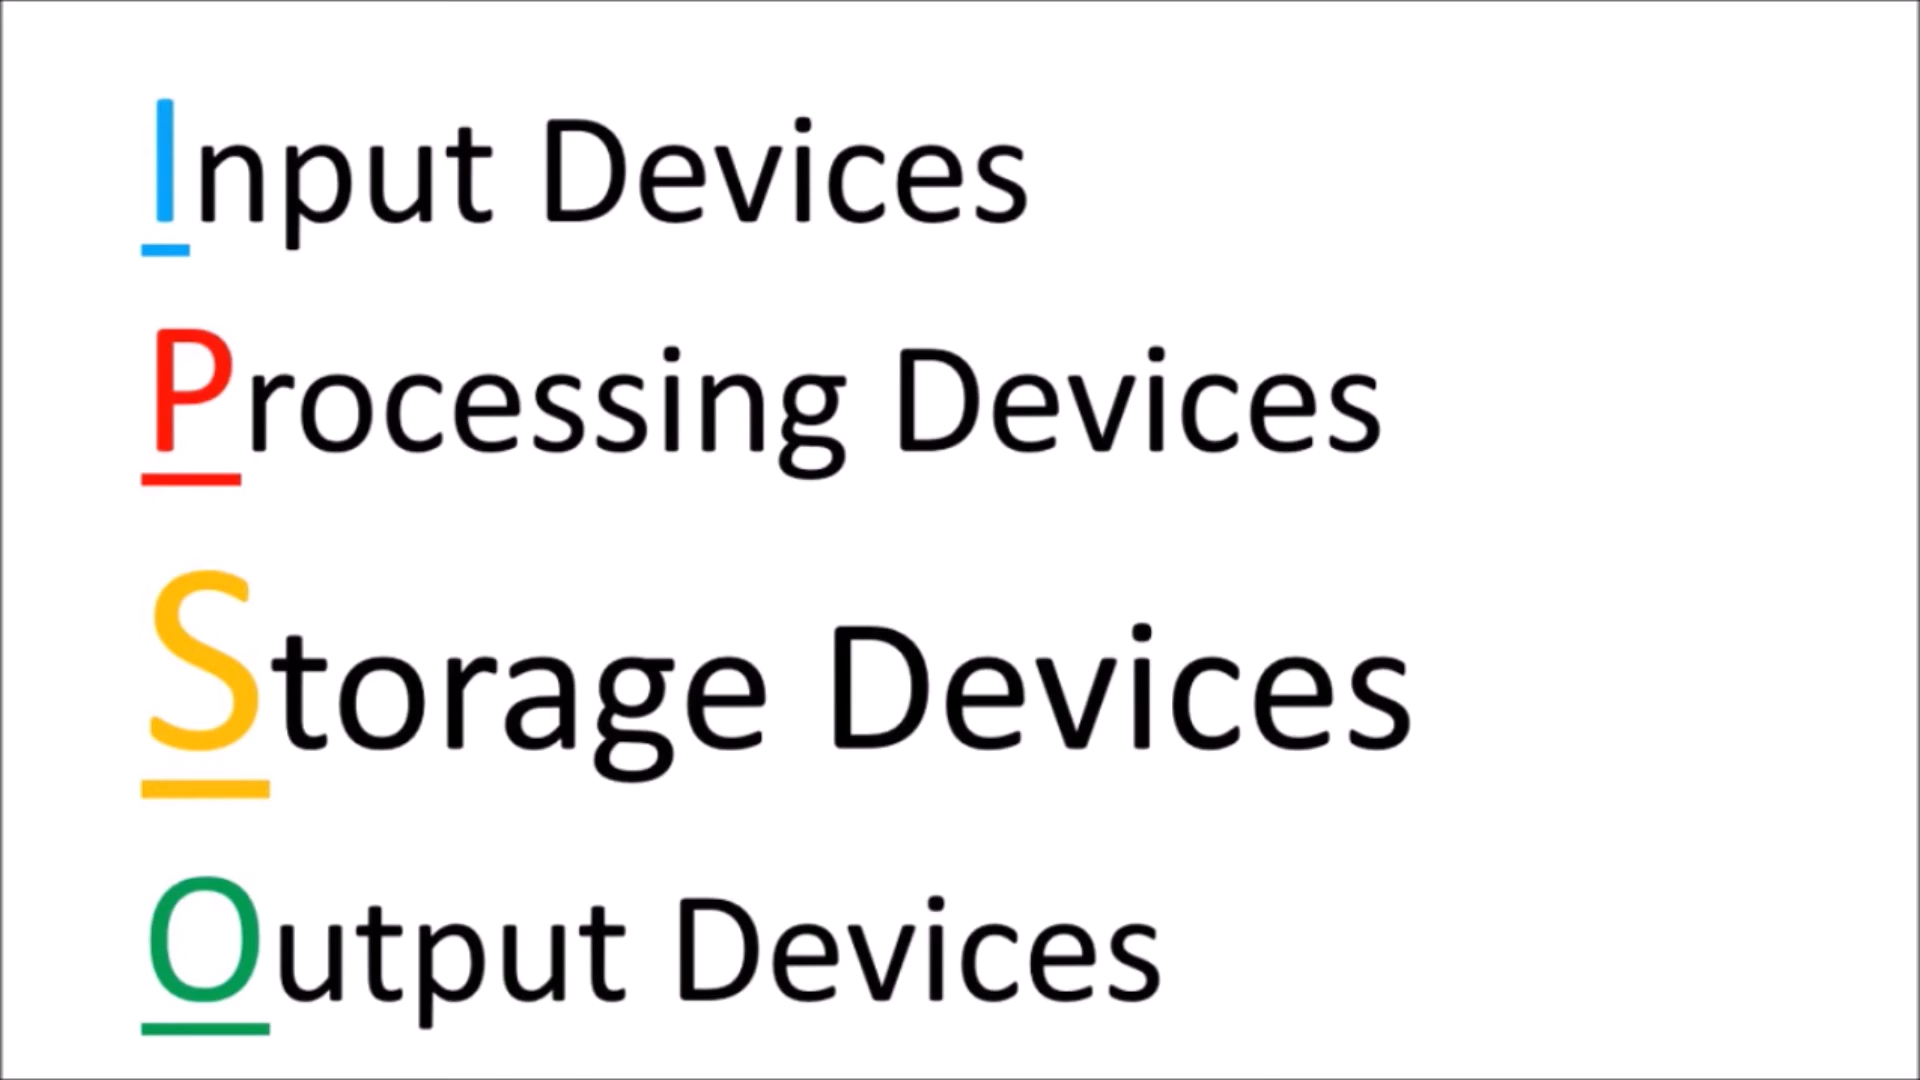 Input Devices
Processing Devices
Storage Devices
Output Devices